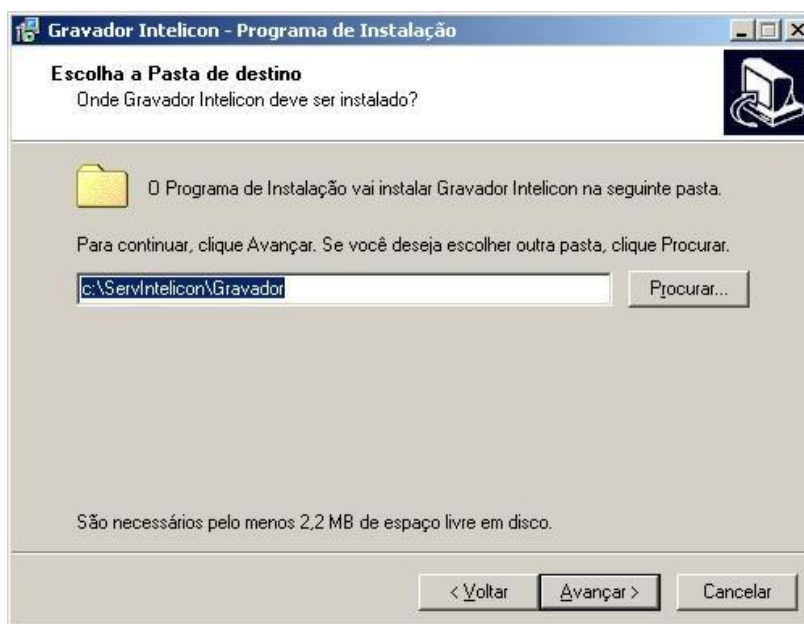 Gravador Intelicon - Programa de Instalação
Escolha a Pasta de destino
Onde Gravador Intelicon deve ser instalado?
O Programa de Instalação vai instalar Gravador Intelicon na seguinte pasta.
Para continuar, clique Avançar. Se você deseja escolher outra pasta, clique Procurar.
c:\ServIntelicon\Gravador
Procurar...
São necessários pelo menos 2,2 MB de espaço livre em disco.
< Voltar
Avançar >
Cancelar